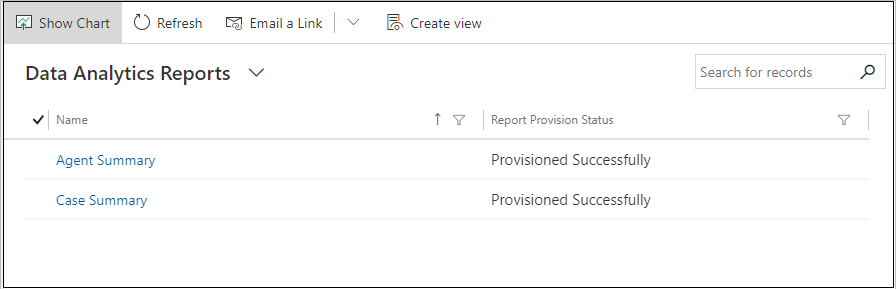 Show Chart Refresh Email a Link Create view
Data Analytics Reports Search for records
Name Report Provision Status
Agent Summary Provisioned Successfully
Case Summary Provisioned Successfully